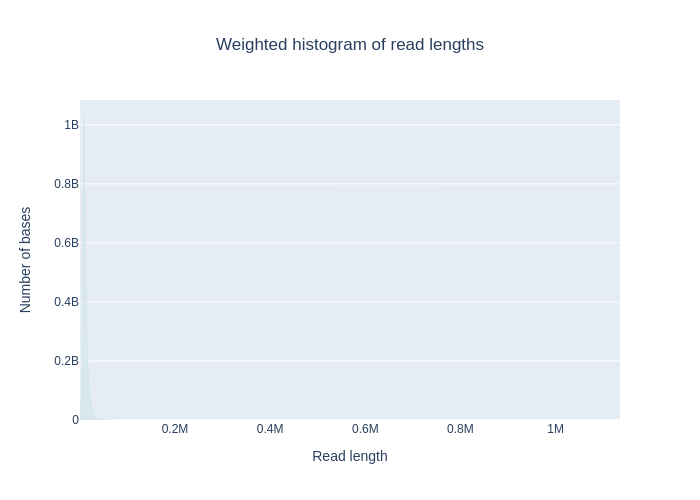 Weighted histogram of read lengths
1B
0.8B
0.6B
0.4B
0.2B
0
Number of bases
0.2M
0.4M
0.6M
0.8M
1M
Read length